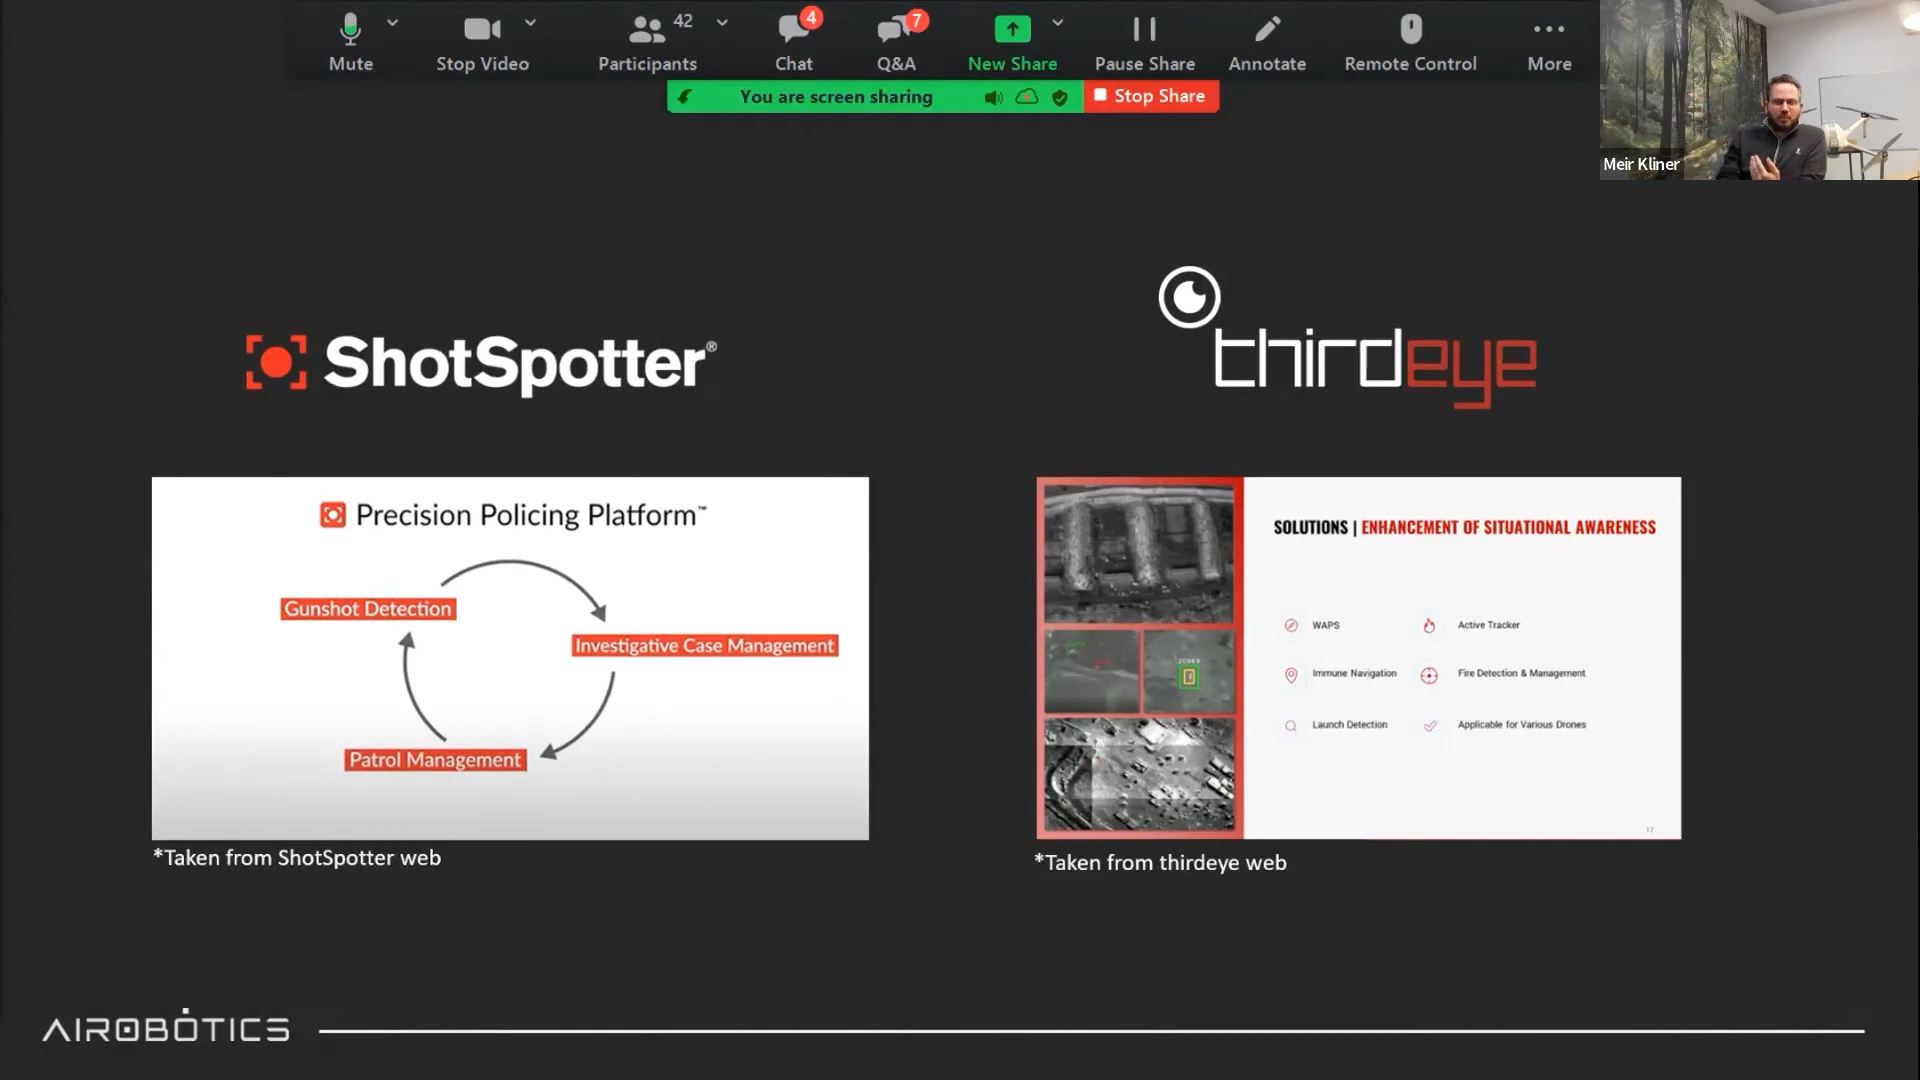 Mute
Stop Video
42
Participants
4
Chat
7
Q&A
New Share
Pause Share
Annotate
Remote Control
More
You are screen sharing
Stop Share
Meir Kliner
ShotSpotter®
thirdeye
Precision Policing Platform™
Gunshot Detection
Investigative Case Management
Patrol Management
*Taken from ShotSpotter web
SOLUTIONS | ENHANCEMENT OF SITUATIONAL AWARENESS
WAPS
Active Tracker
Immune Navigation
Fire Detection & Management
Launch Detection
Applicable for Various Drones
20869
17
*Taken from thirdeye web
AIROBOTICS